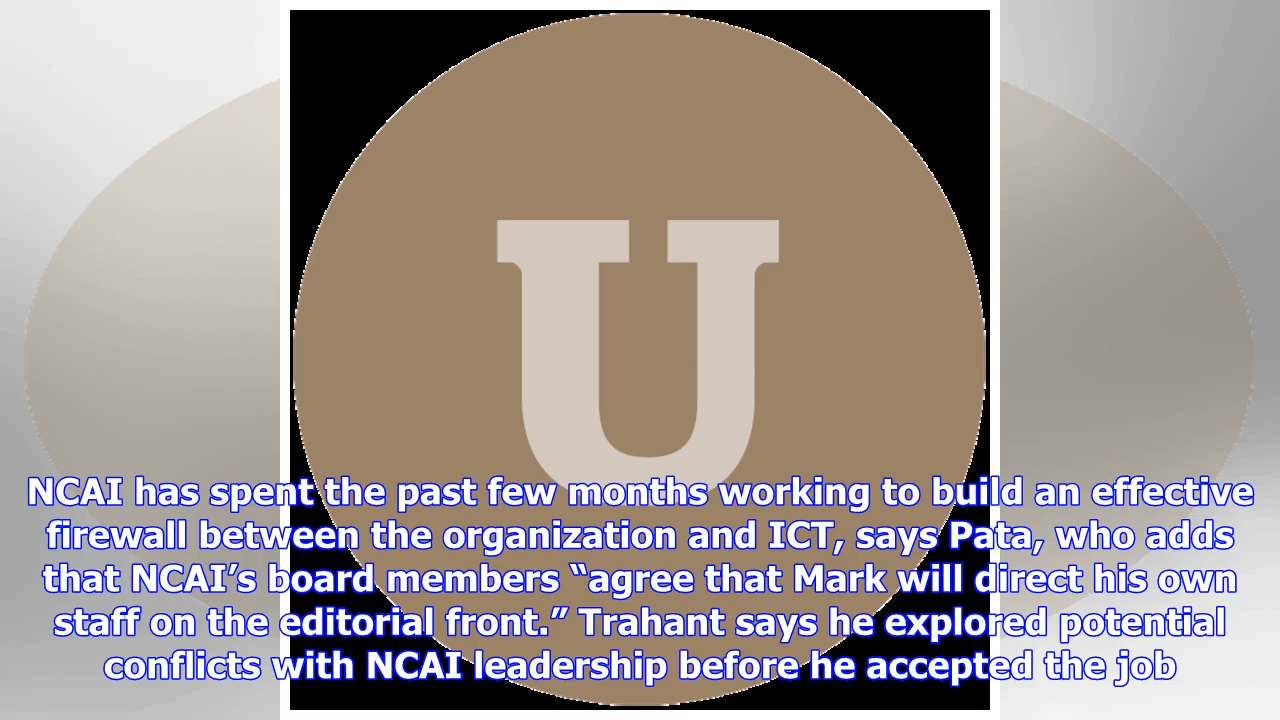 U
NCAI has spent the past few months working to build an effective
firewall between the organization and ICT, says Pata, who adds
that NCAI’s board members “agree that Mark will direct his own
staff on the editorial front.” Trahant says he explored potential
conflicts with NCAI leadership before he accepted the job